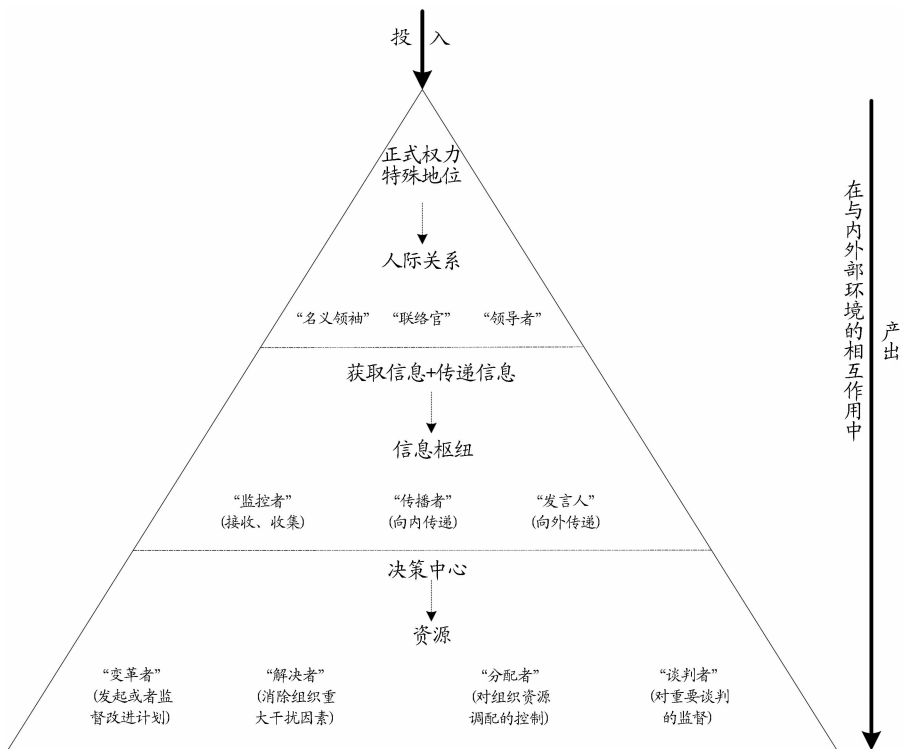 投 入
正式权力
特殊地位
人际关系
“名义领袖” “联络官” “领导者”
获取信息+传递信息
信息枢纽
“监控者” “传播者” “发言人”
(接收、收集) (向内传递) (向外传递)
决策中心
资源
“变革者” “解决者” “分配者” “谈判者”
(发起或者监 (消除组织重 (对组织资源 (对重要谈判
督改进计划) 大干扰因素) 调配的控制) 的监督)
在与内外部环境的相互作用中
产出